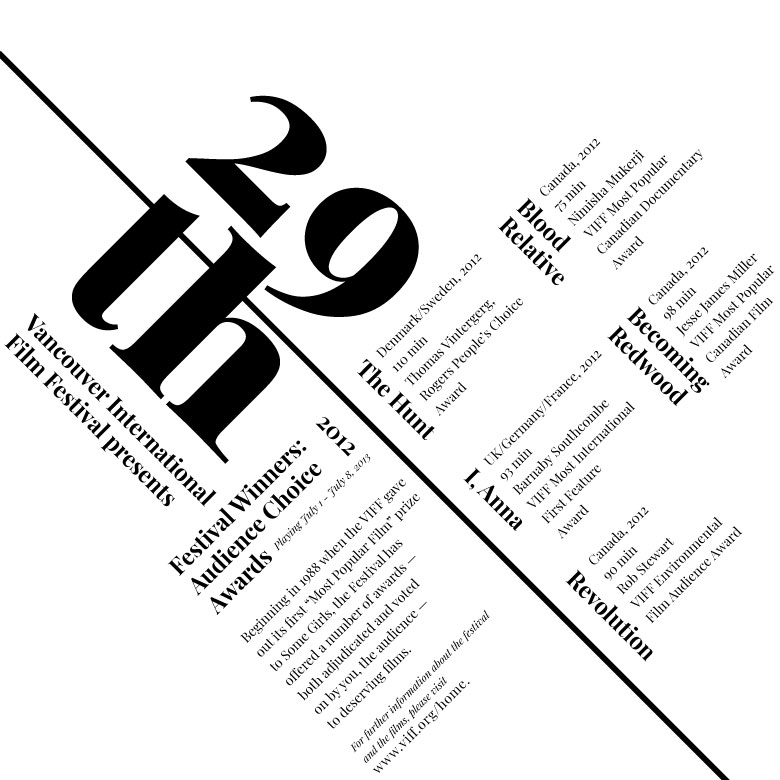 29
th
Vancouver International
Film Festival presents
2012
Festival Winners:
Audience Choice
Awards
Playing July 1 – July 8, 2013
Beginning in 1988 when the VIFF gave
out its first “Most Popular Film” prize
to Some Girls, the Festival has
offered a number of awards —
both adjudicated and voted
on by you, the audience —
to deserving films.
For further information about the festival
and the films, please visit
www.viff.org/home.
The Hunt
Denmark/Sweden, 2012
110 min
Thomas Vintergerg,
Rogers People’s Choice
Award
Blood
Relative
Canada, 2012
75 min
Nimisha Mukerji
VIFF Most Popular
Canadian Documentary
Award
I, Anna
UK/Germany/France, 2012
93 min
Barnaby Southcombe
VIFF Most International
First Feature
Award
Becoming
Redwood
Canada, 2012
98 min
Jesse James Miller
VIFF Most Popular
Canadian Film
Award
Revolution
Canada, 2012
90 min
Rob Stewart
VIFF Environmental
Film Audience Award